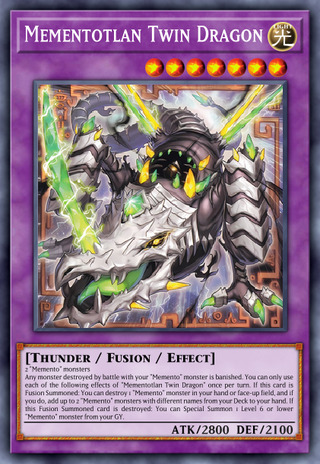 Mementotlan Twin Dragon
LIGHT
光
[Thunder / Fusion / Effect]
2 "Memento" monsters
Any monster destroyed by battle with your "Memento" monster is banished. You can only use
each of the following effects of "Mementotlan Twin Dragon" once per turn. If this card is
Fusion Summoned: You can destroy 1 "Memento" monster in your hand or face-up field, and if
you do, add up to 2 "Memento" monsters with different names from your Deck to your hand. If
this Fusion Summoned card is destroyed: You can Special Summon 1 Level 6 or lower
"Memento" monster from your GY.
ATK/2800 DEF/2100